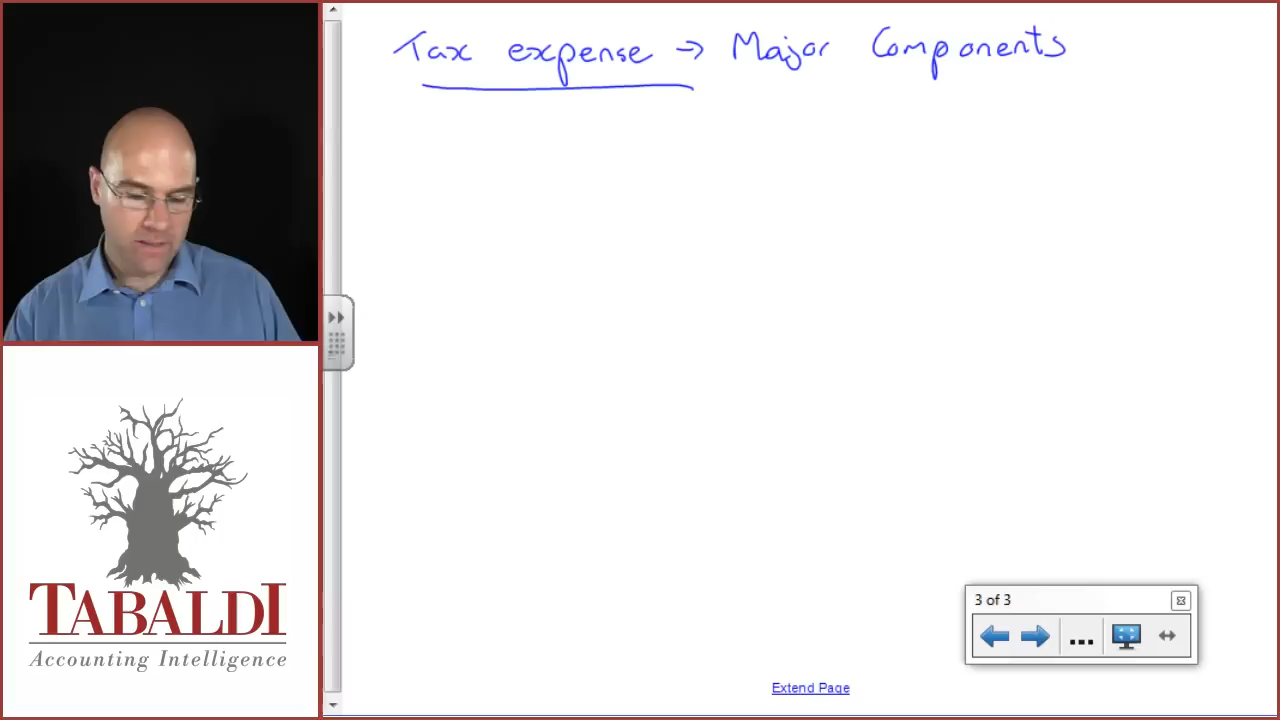 Tax expense → Major Components
TABALDI
Accounting Intelligence
3 of 3
Extend Page